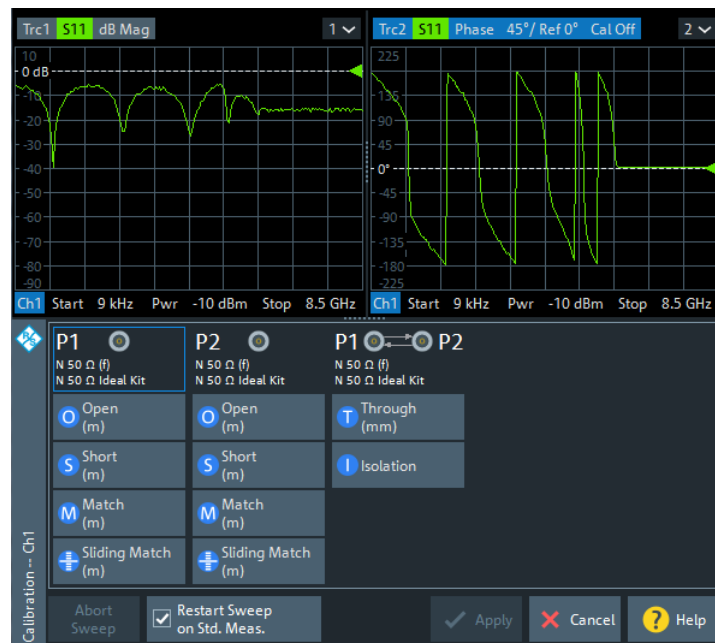 Trc1 S11 dB Mag 1
10
0 dB
-10
-20
-30
-40
-50
-60
-70
-80
-90
Ch1 Start 9 kHz Pwr -10 dBm Stop 8.5 GHz
Trc2 S11 Phase 45°/ Ref 0° Cal Off 2
225
180
135
90
45
0°
-45
-90
-135
-180
-225
Ch1 Start 9 kHz Pwr -10 dBm Stop 8.5 GHz
Calibration -- Ch1
P1
N 50 Ω (f)
N 50 Ω Ideal Kit
O Open
(m)
S Short
(m)
M Match
(m)
Sliding Match
(m)
P2
N 50 Ω (f)
N 50 Ω Ideal Kit
O Open
(m)
S Short
(m)
M Match
(m)
Sliding Match
(m)
P1 P2
N 50 Ω (f)
N 50 Ω Ideal Kit
T Through
(mm)
I Isolation
Abort
Sweep
Restart Sweep
on Std. Meas.
Apply
Cancel
? Help